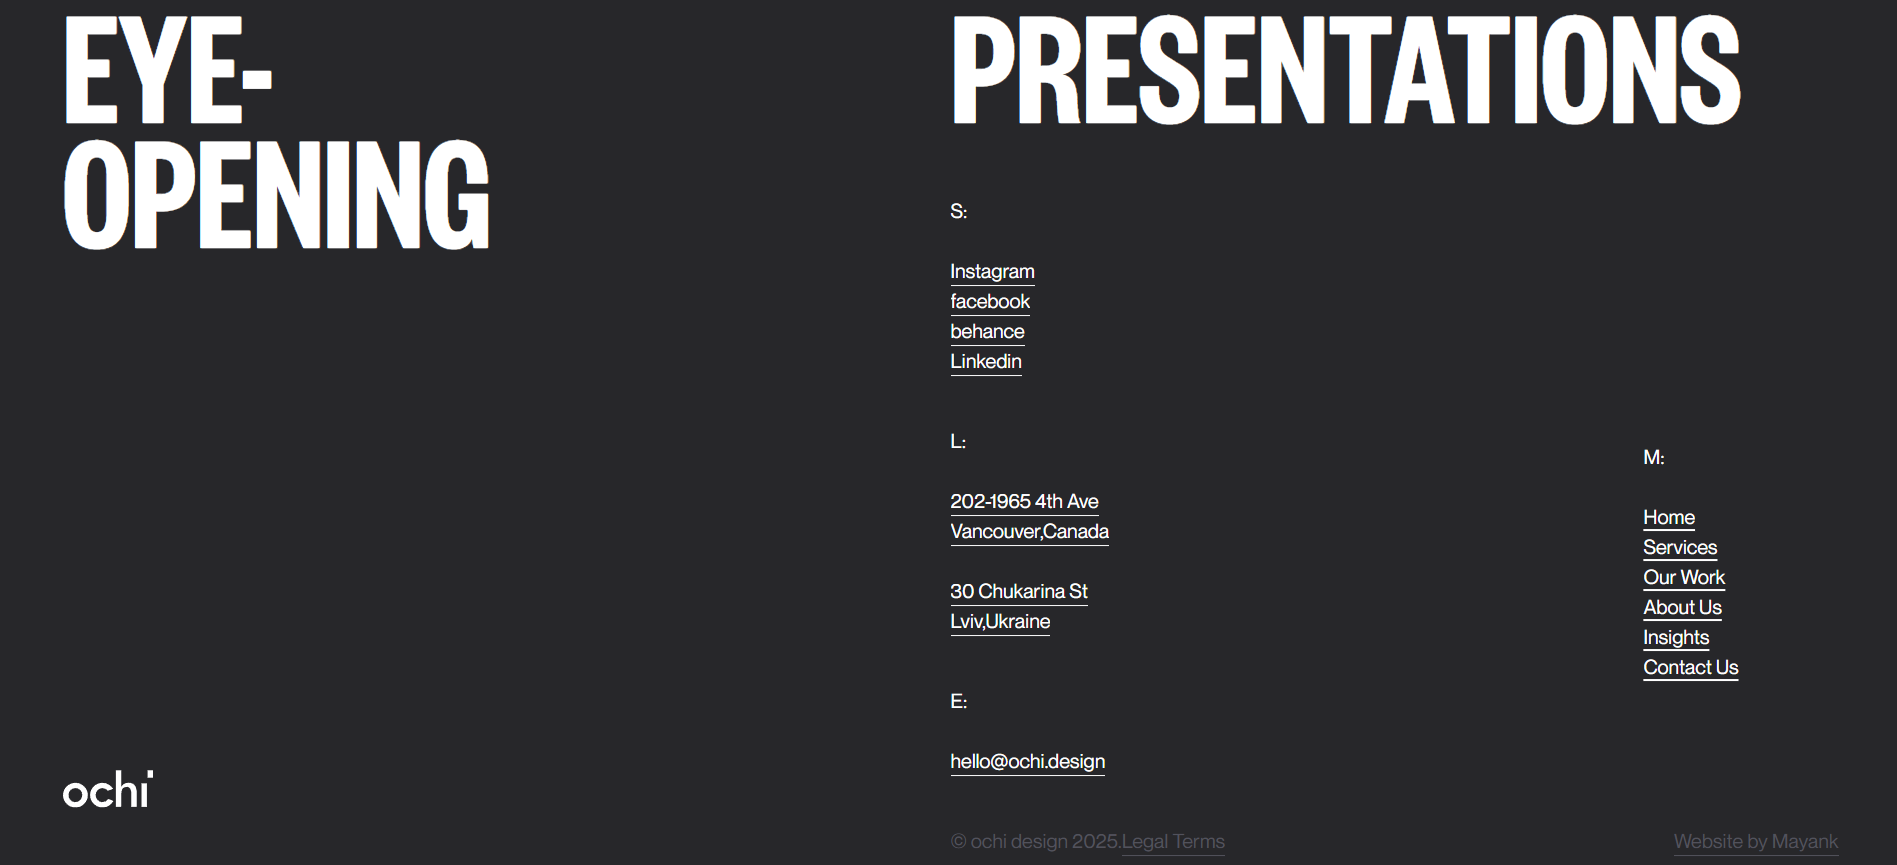 EYE-
OPENING
PRESENTATIONS
S:
Instagram
facebook
behance
Linkedin
L:
202-1965 4th Ave
Vancouver,Canada
30 Chukarina St
Lviv,Ukraine
E:
hello@ochi.design
M:
Home
Services
Our Work
About Us
Insights
Contact Us
ochi
© ochi design 2025.Legal Terms
Website by Mayank